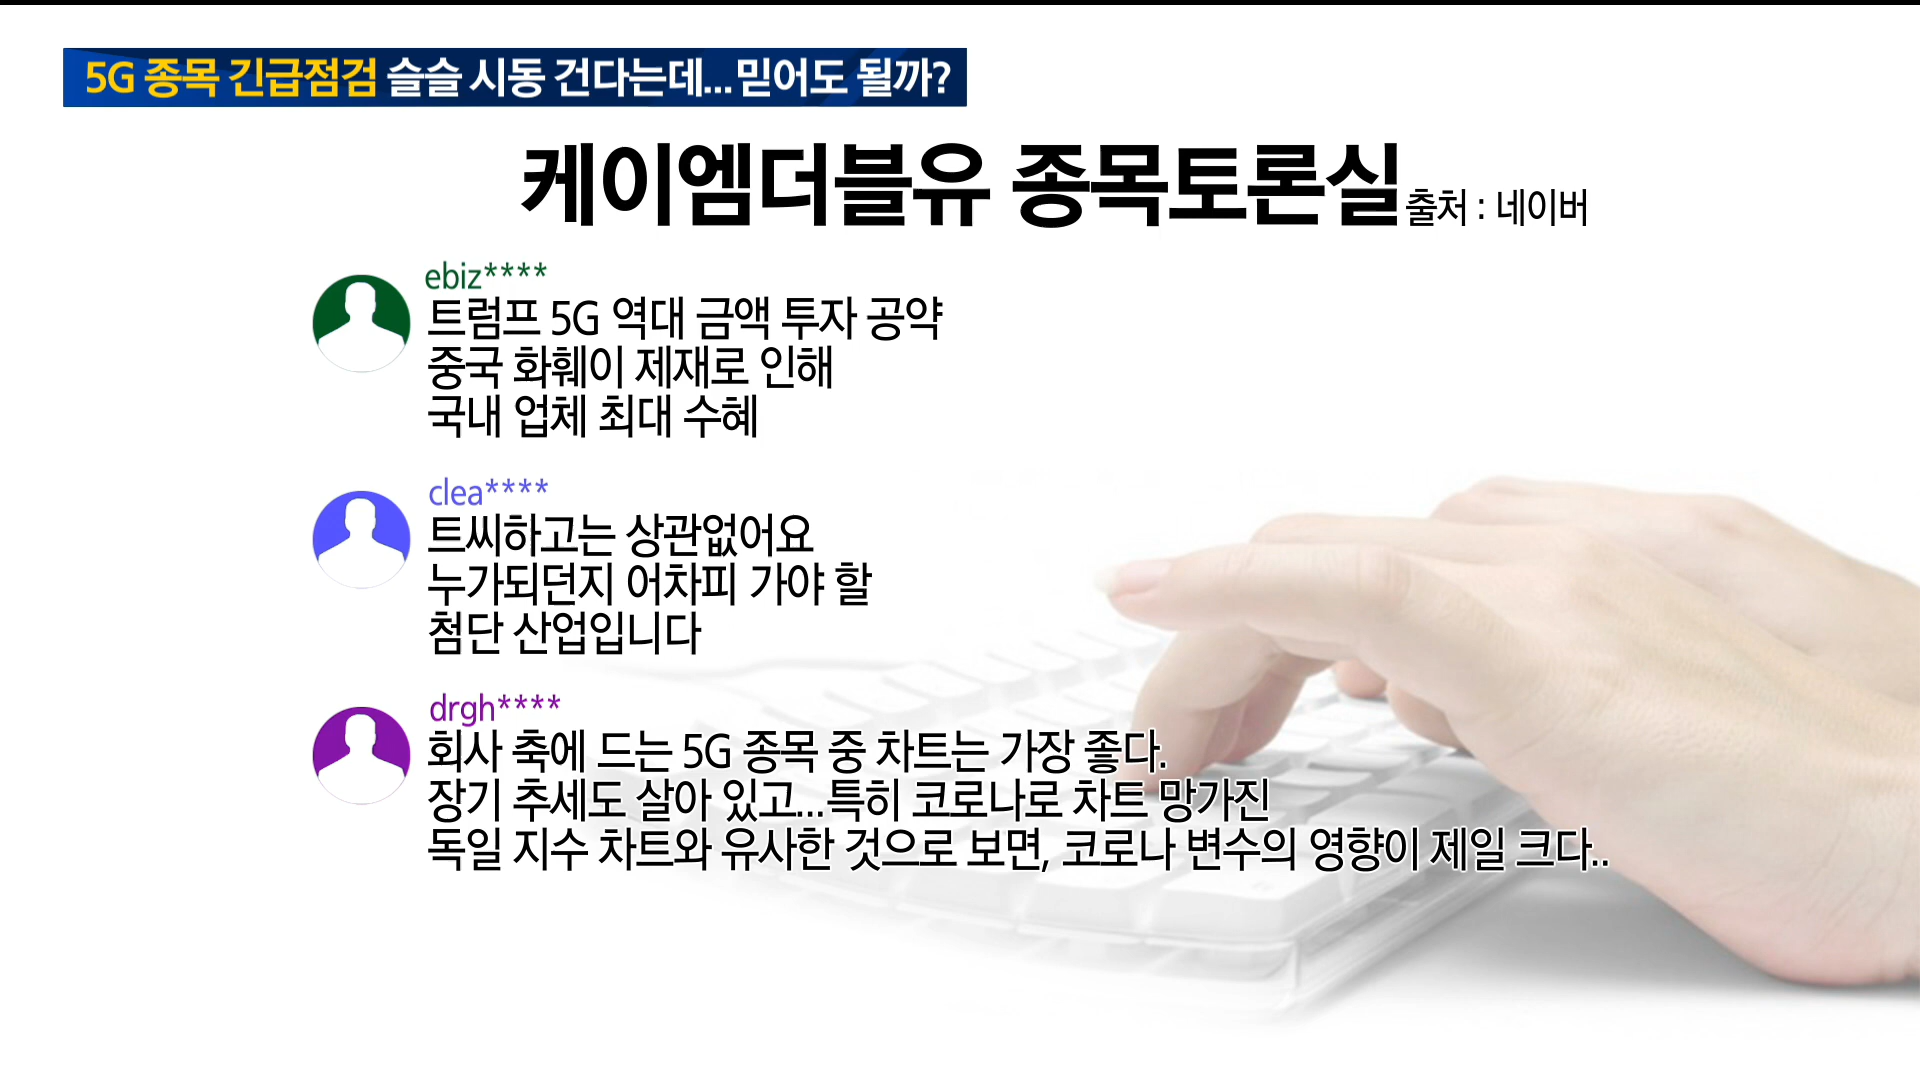 5G 종목 긴급점검 슬슬 시동 건다는데...믿어도 될까?
케이엠더블유 종목토론실 출처 : 네이버
ebiz****
트럼프 5G 역대 금액 투자 공약
중국 화훼이 제재로 인해
국내 업체 최대 수혜
clea****
트씨하고는 상관없어요
누가되던지 어차피 가야 할
첨단 산업입니다
drgh****
회사 축에 드는 5G 종목 중 차트는 가장 좋다.
장기 추세도 살아 있고...특히 코로나로 차트 망가진
독일 지수 차트와 유사한 것으로 보면, 코로나 변수의 영향이 제일 크다..